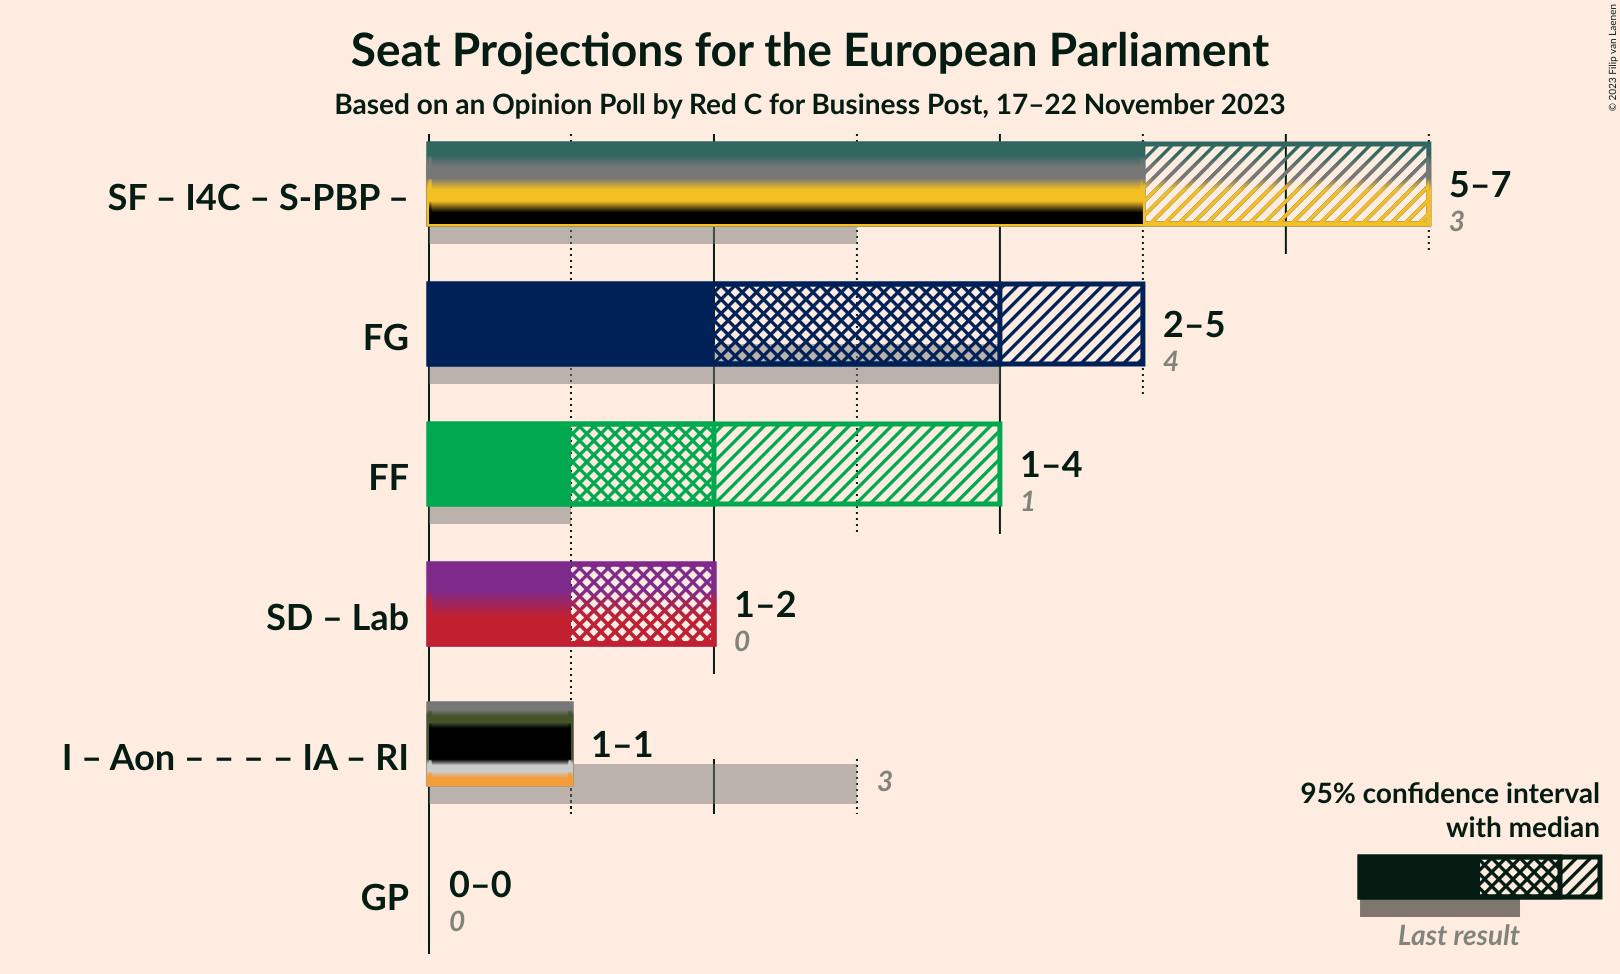 Seat Projections for the European Parliament
Based on an Opinion Poll by Red C for Business Post, 17–22 November 2023
© 2023 Filip van Laenen
SF – I4C – S-PBP –
5–7
3
FG
2–5
4
FF
1–4
1
SD – Lab
1–2
0
I – Aon – – – – IA – RI
1–1
3
GP
0–0
0
95% confidence interval
with median
Last result